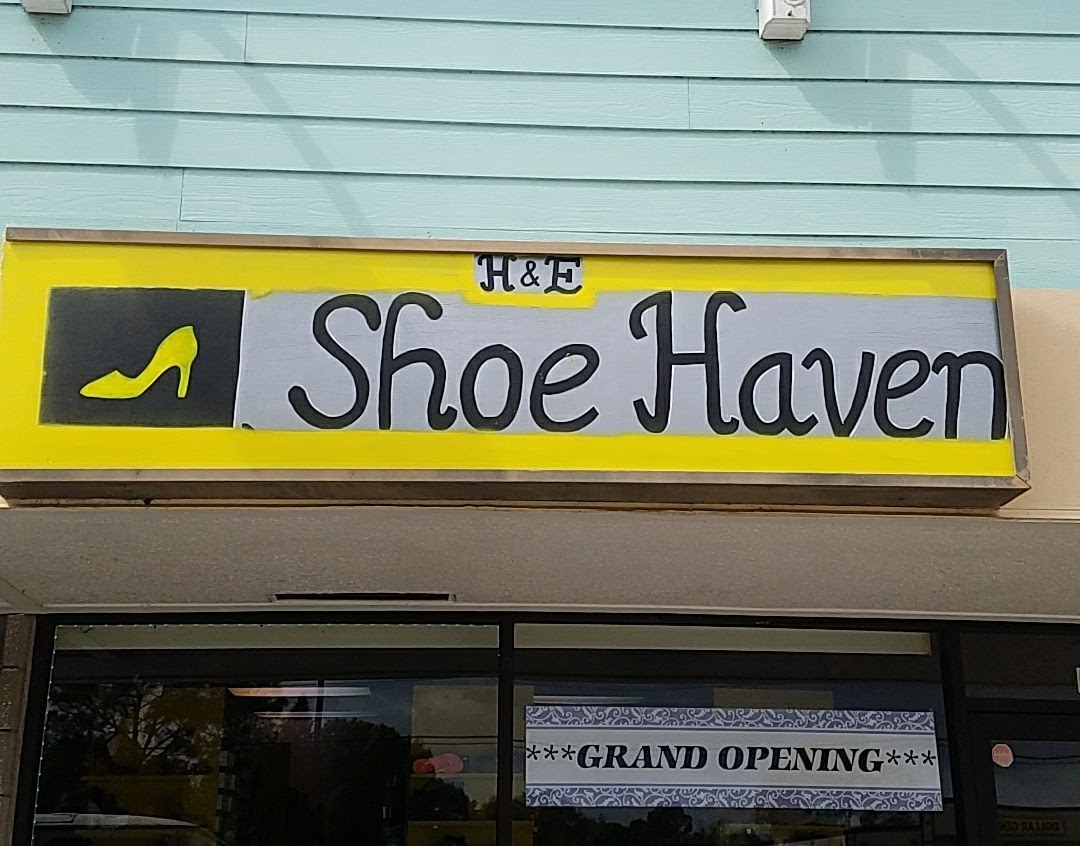 H & E
Shoe Haven
***GRAND OPENING***